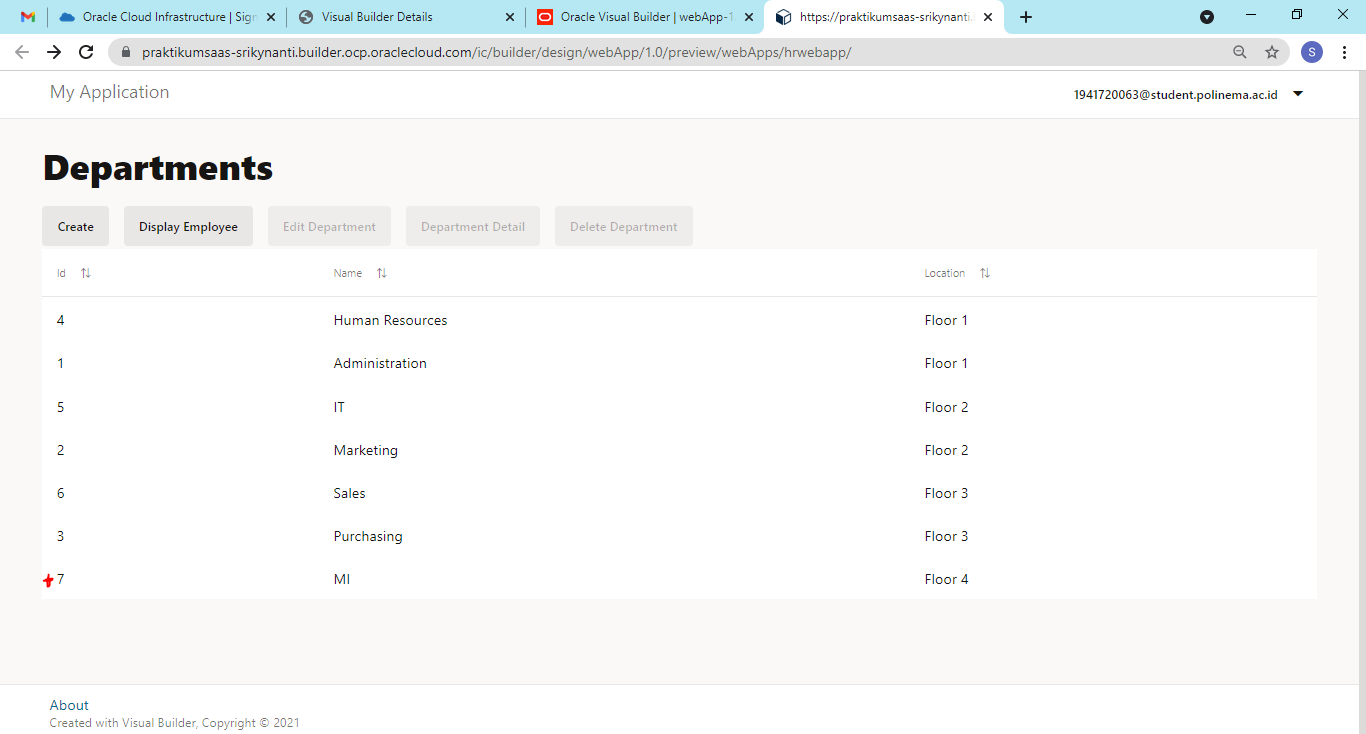 Oracle Cloud Infrastructure | Sign
Visual Builder Details
Oracle Visual Builder | webApp-1
https://praktikumsaas-srikynanti.
praktikumsaas-srikynanti.builder.ocp.oraclecloud.com/ic/builder/design/webApp/1.0/preview/webApps/hrwebapp/
S
My Application
1941720063@student.polinema.ac.id
Departments
Create Display Employee Edit Department Department Detail Delete Department
Id Name Location
4 Human Resources Floor 1
1 Administration Floor 1
5 IT Floor 2
2 Marketing Floor 2
6 Sales Floor 3
3 Purchasing Floor 3
7 MI Floor 4
About
Created with Visual Builder, Copyright © 2021